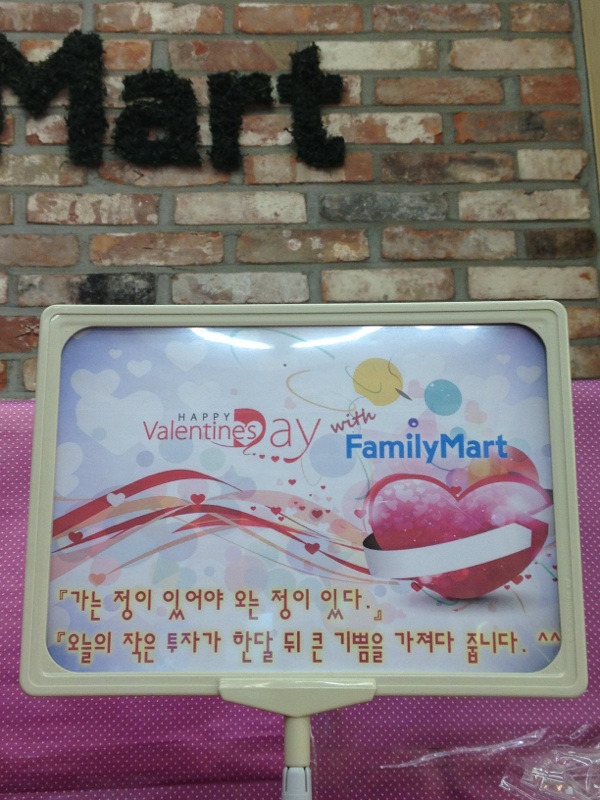 Mart
HAPPY
Valentine's Day with
FamilyMart
『가는 정이 있어야 오는 정이 있다.』
『오늘의 작은 투자가 한달 뒤 큰 기쁨을 가져다 줍니다. ^^